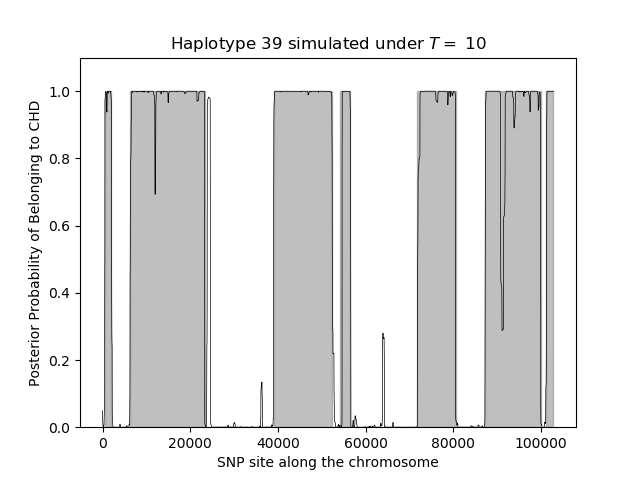 Haplotype 39 simulated under T = 10
Posterior Probability of Belonging to CHD
1.0
0.8
0.6
0.4
0.2
0.0
0 20000 40000 60000 80000 100000
SNP site along the chromosome